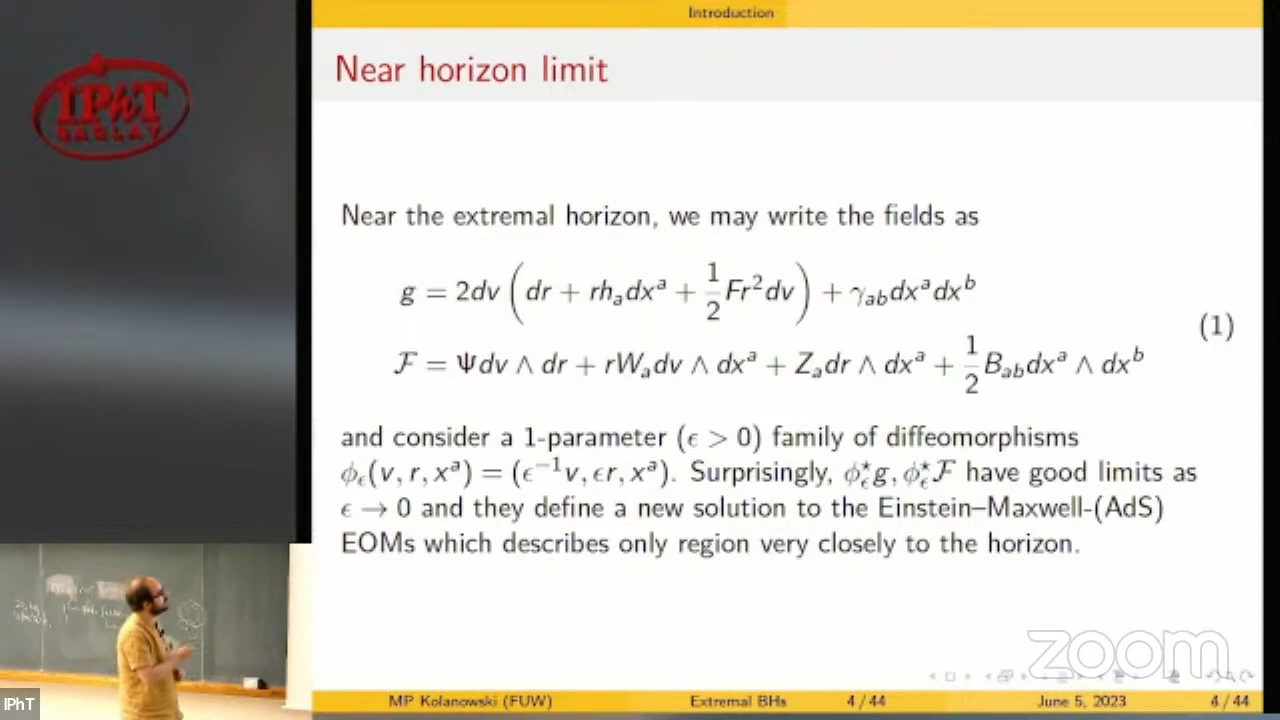 Introduction
IPhT
SACLAY
Near horizon limit
Near the extremal horizon, we may write the fields as
g = 2dv (dr + rh_a dx^a + 1/2 Fr^2 dv) + γ_ab dx^a dx^b
(1)
ℱ = Ψdv ∧ dr + rW_a dv ∧ dx^a + Z_a dr ∧ dx^a + 1/2 B_ab dx^a ∧ dx^b
and consider a 1-parameter (ϵ > 0) family of diffeomorphisms
ϕ_ϵ(v, r, x^a) = (ϵ^{-1}v, ϵr, x^a). Surprisingly, ϕ_ϵ^⋆g, ϕ_ϵ^⋆ℱ have good limits as
ϵ → 0 and they define a new solution to the Einstein–Maxwell-(AdS)
EOMs which describes only region very closely to the horizon.
zoom
IPhT
MP Kolanowski (FUW) Extremal BHs 4 / 44 June 5, 2023 4 / 44